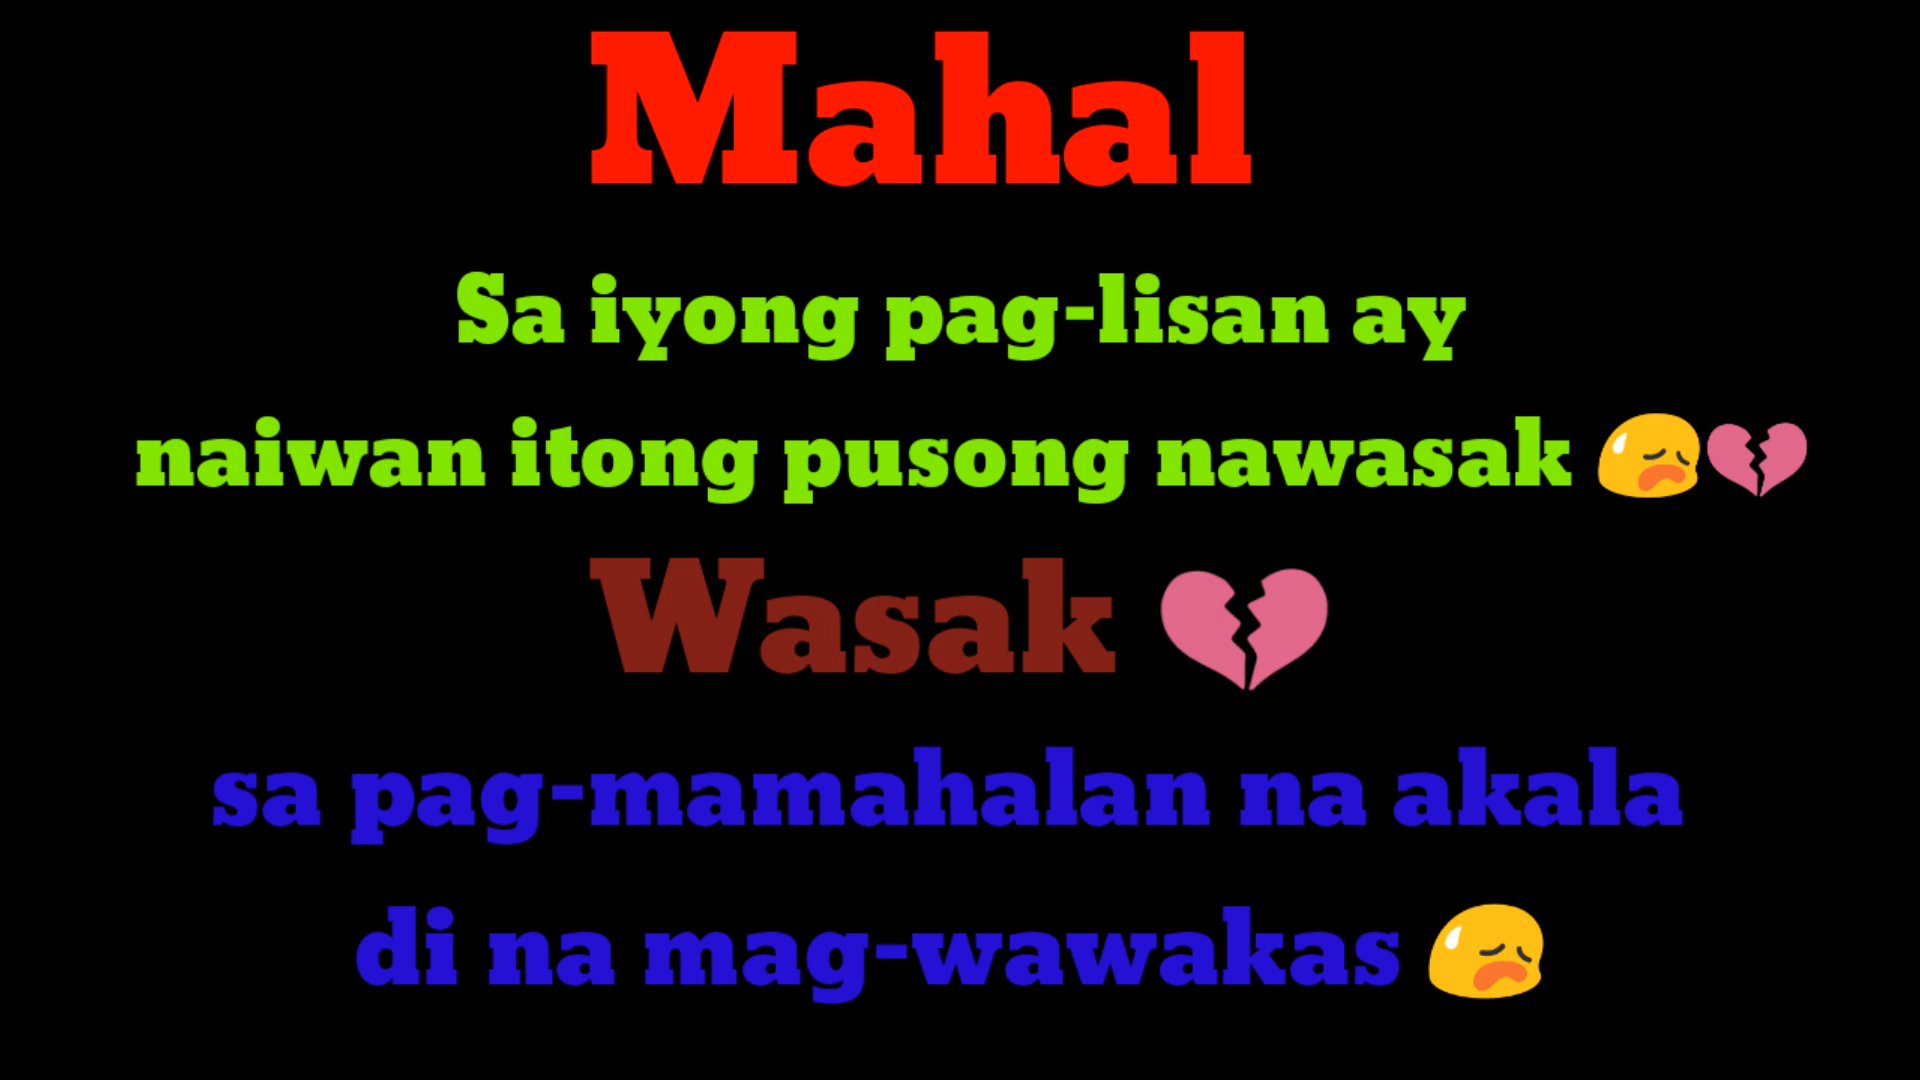 Mahal
Sa iyong pag-lisan ay
naiwan itong pusong nawasak 😥💔
Wasak 💔
sa pag-mamahalan na akala
di na mag-wawakas 😥